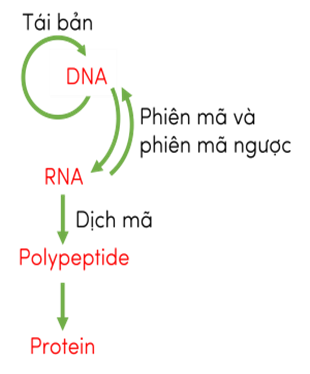 Tái bản
DNA
Phiên mã và
phiên mã ngược
RNA
Dịch mã
Polypeptide
Protein